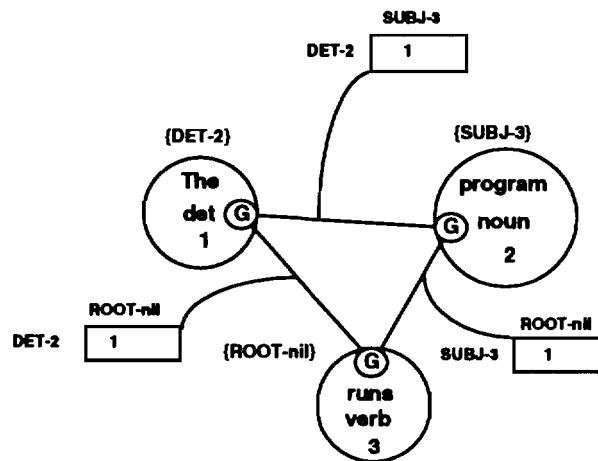 SUBJ-3
DET-2 1
{DET-2} {SUBJ-3}
The
det
1
G
program
noun
2
G
ROOT-nil
DET-2 1
{ROOT-nil}
G
runs
verb
3
ROOT-nil
SUBJ-3 1